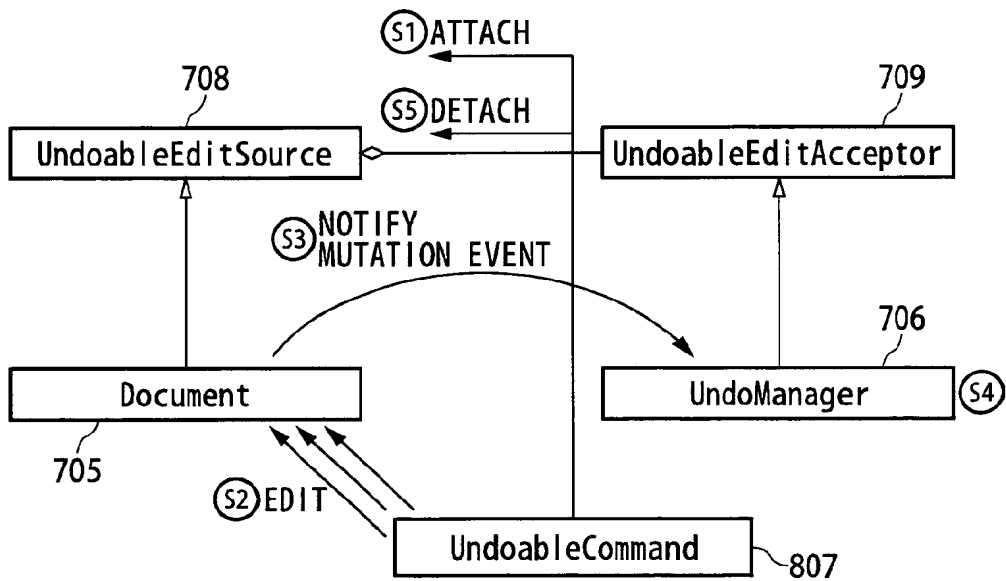 S1 ATTACH
708
709
S5 DETACH
UndoableEditSource
UndoableEditAcceptor
S3 NOTIFY
MUTATION EVENT
706
Document
UndoManager
S4
705
S2 EDIT
UndoableCommand
807